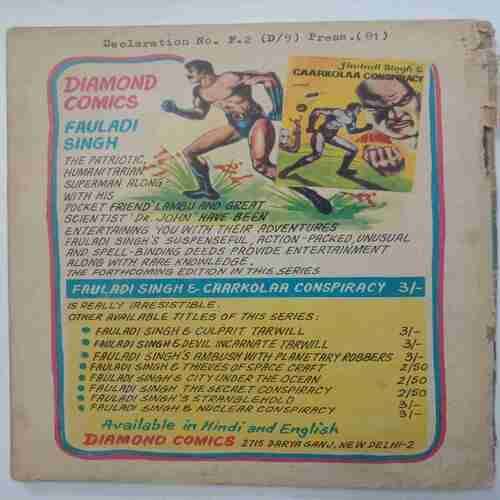 Declaration No. F.2 (D/9) Press.(81)
DIAMOND
COMICS
FAULADI
SINGH
Fauladi Singh &
CAARKOLAA CONSPIRACY
THE PATRIOTIC,
HUMANITARIAN
SUPERMAN ALONG
WITH HIS
POCKET FRIEND 'LAMBU AND GREAT
SCIENTIST 'DR. JOHN' HAVE BEEN
ENTERTAINING YOU WITH THEIR ADVENTURES
FAULADI SINGH'S SUSPENSEFUL, ACTION-PACKED, UNUSUAL
AND SPELL-BINDING DEEDS PROVIDE ENTERTAINMENT
ALONG WITH RARE KNOWLEDGE.
THE FORTHCOMING EDITION IN THIS SERIES
FAULADI SINGH & CAARKOLAA CONSPIRACY 3/-
IS REALLY IRRESISTIBLE.
OTHER AVAILABLE TITLES OF THIS SERIES:
FAULADI SINGH & CULPRIT TARWILL 3/-
FAULADI SINGH & DEVIL INCARNATE TARWILL 3/-
FAULADI SINGH'S AMBUSH WITH PLANETARY ROBBERS 3/-
FAULADI SINGH & THIEVES OF SPACE CRAFT 2/50
FAULADI SINGH & CITY UNDER THE OCEAN 2/50
FAULADI SINGH THE SECRET CONSPIRACY 2/50
FAULADI SINGH'S STRANGLEHOLD 3/-
FAULADI SINGH & NUCLEAR CONSPIRACY 3/-
Available in Hindi and English
DIAMOND COMICS 2715 DARYA GANJ, NEW DELHI-2